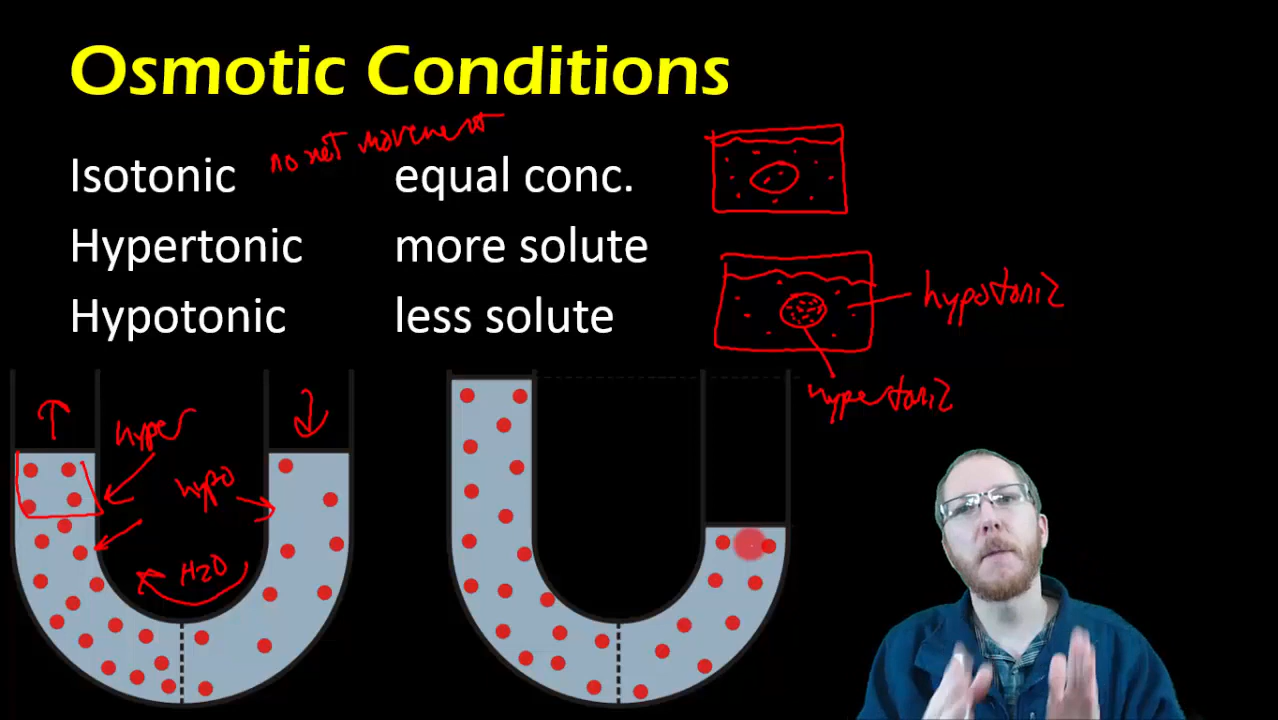 Osmotic Conditions
no net movement
Isotonic equal conc.
Hypertonic more solute
Hypotonic less solute
hypotonic
hypertonic
hyper
hypo
H2O